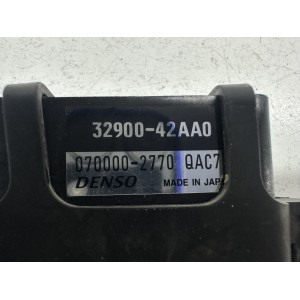 32900-42AA0
070000-2770 QAC7
DENSO MADE IN JAPA